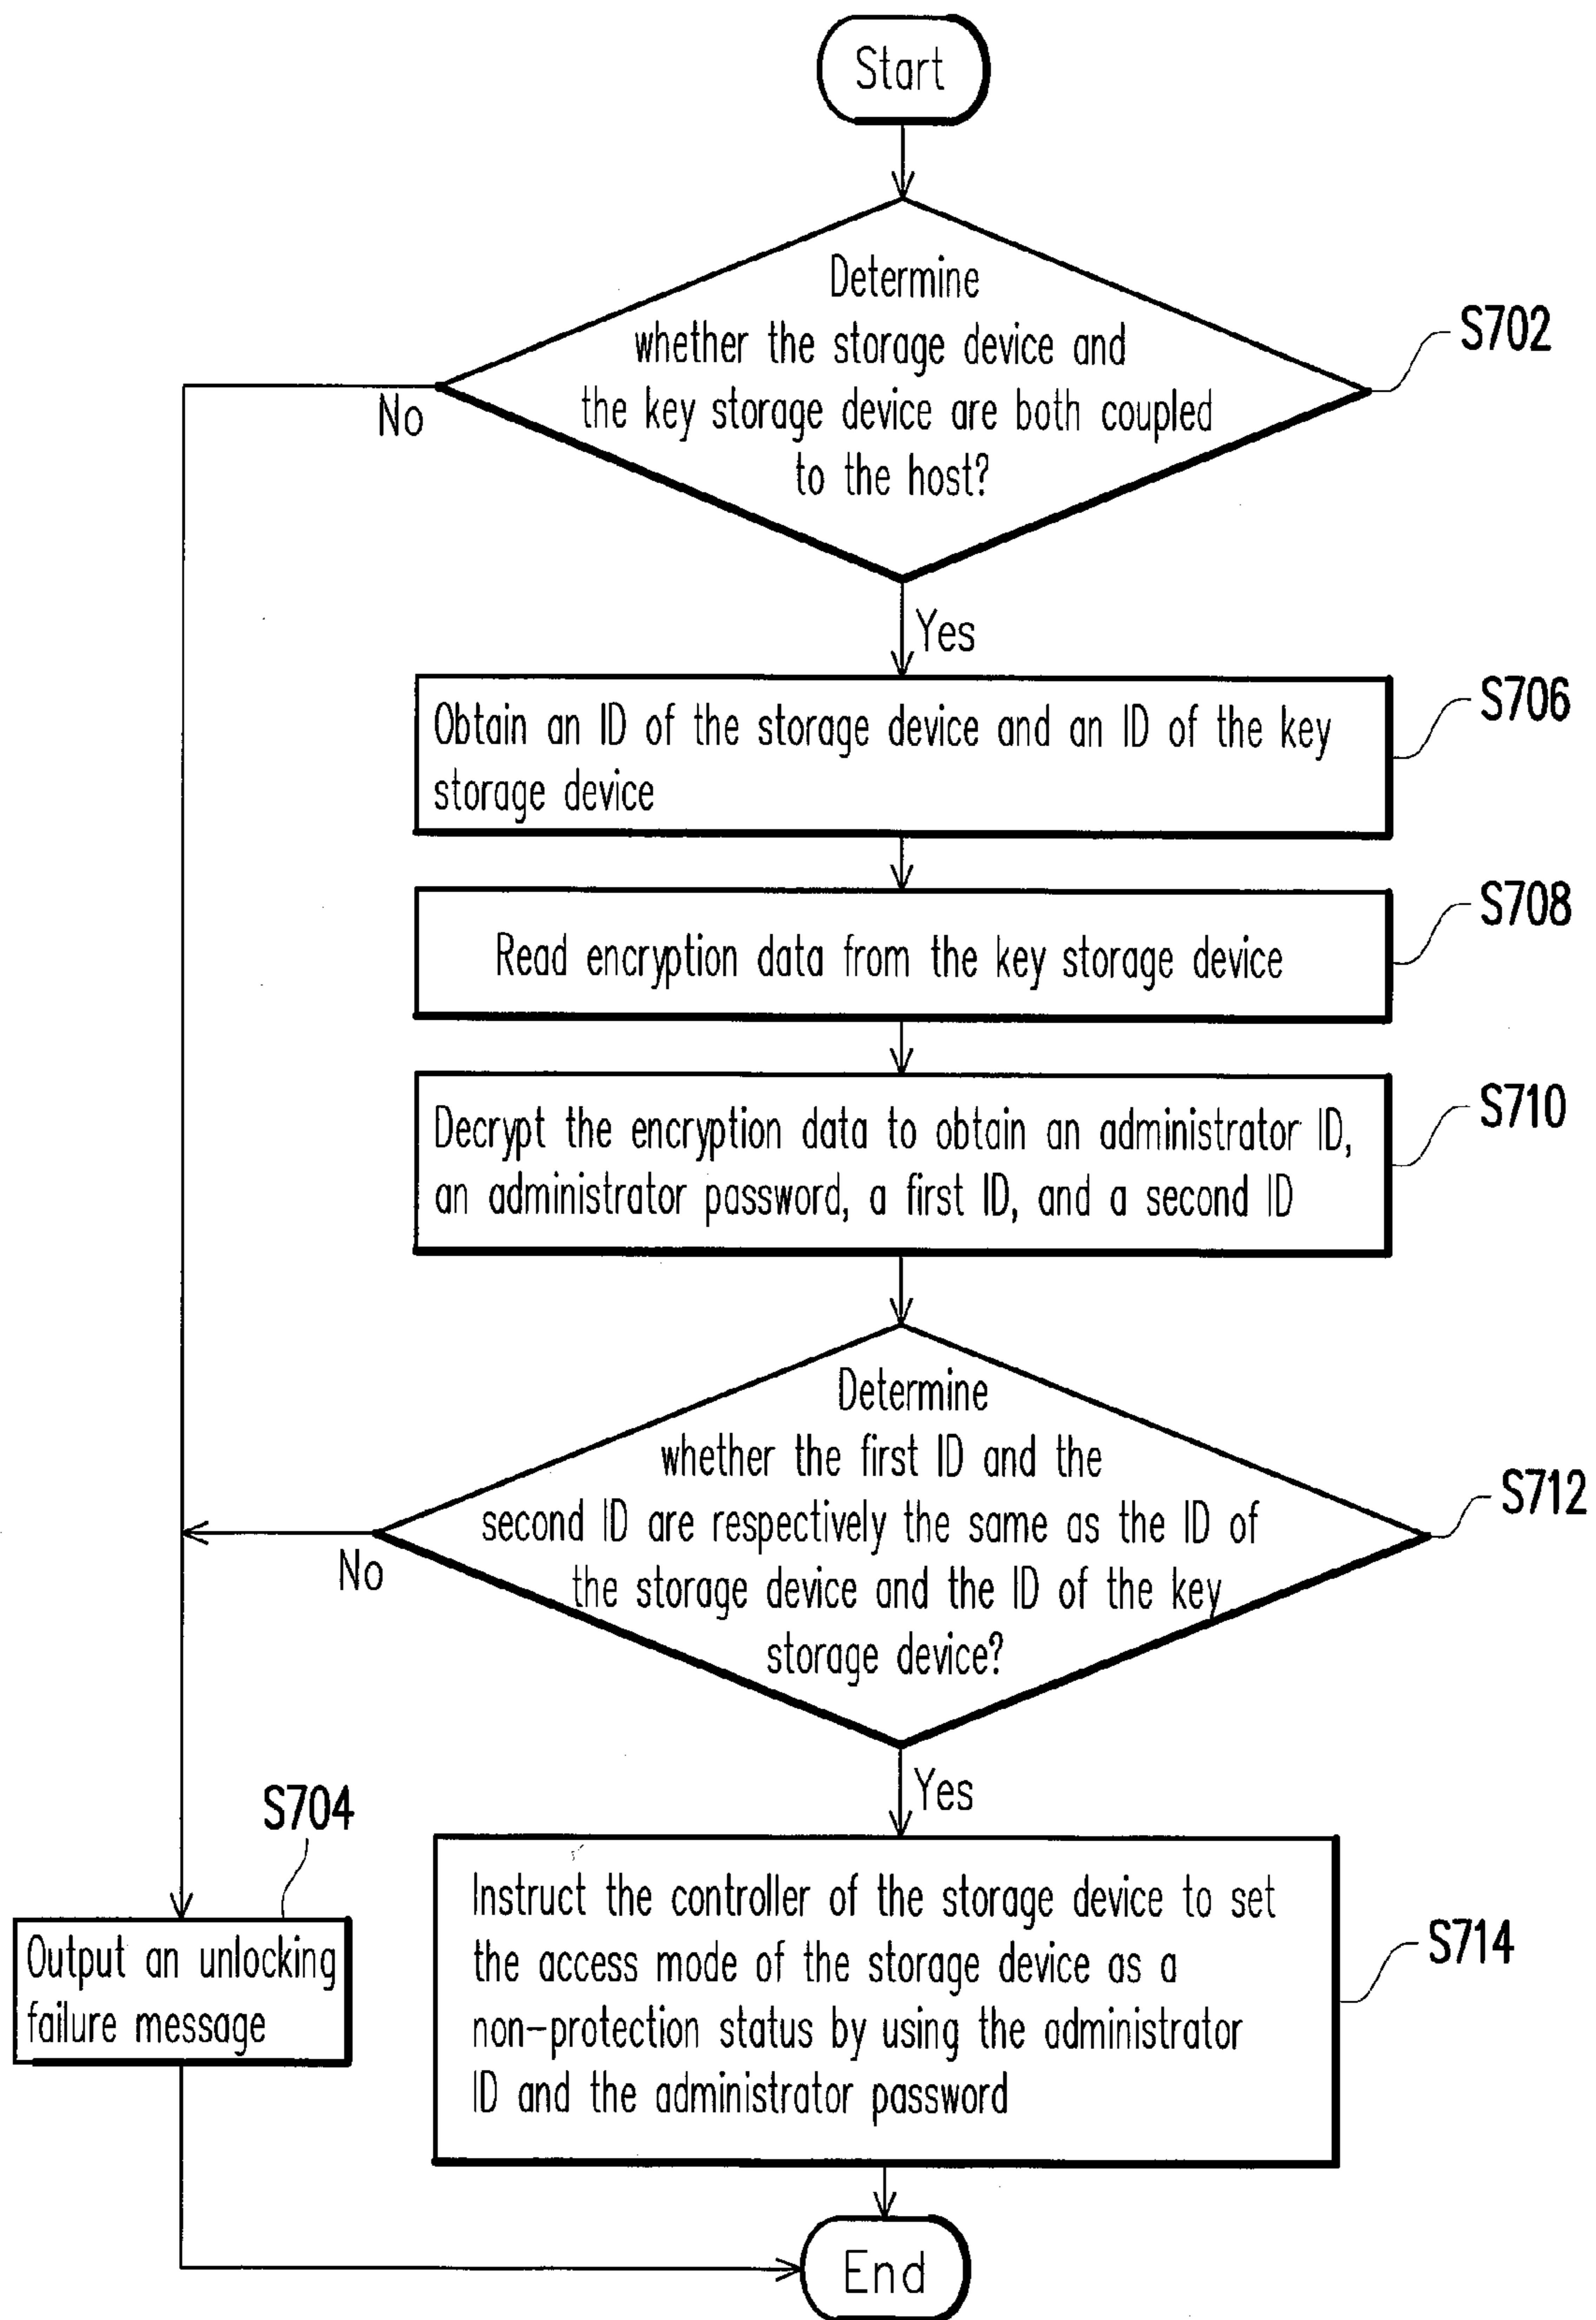 Start
Determine
whether the storage device and
the key storage device are both coupled
to the host?
S702
No
Yes
Obtain an ID of the storage device and an ID of the key
storage device
S706
Read encryption data from the key storage device
S708
Decrypt the encryption data to obtain an administrator ID,
an administrator password, a first ID, and a second ID
S710
Determine
whether the first ID and the
second ID are respectively the same as the ID of
the storage device and the ID of the key
storage device?
S712
No
Yes
S704
Output an unlocking
failure message
Instruct the controller of the storage device to set
the access mode of the storage device as a
non-protection status by using the administrator
ID and the administrator password
S714
End